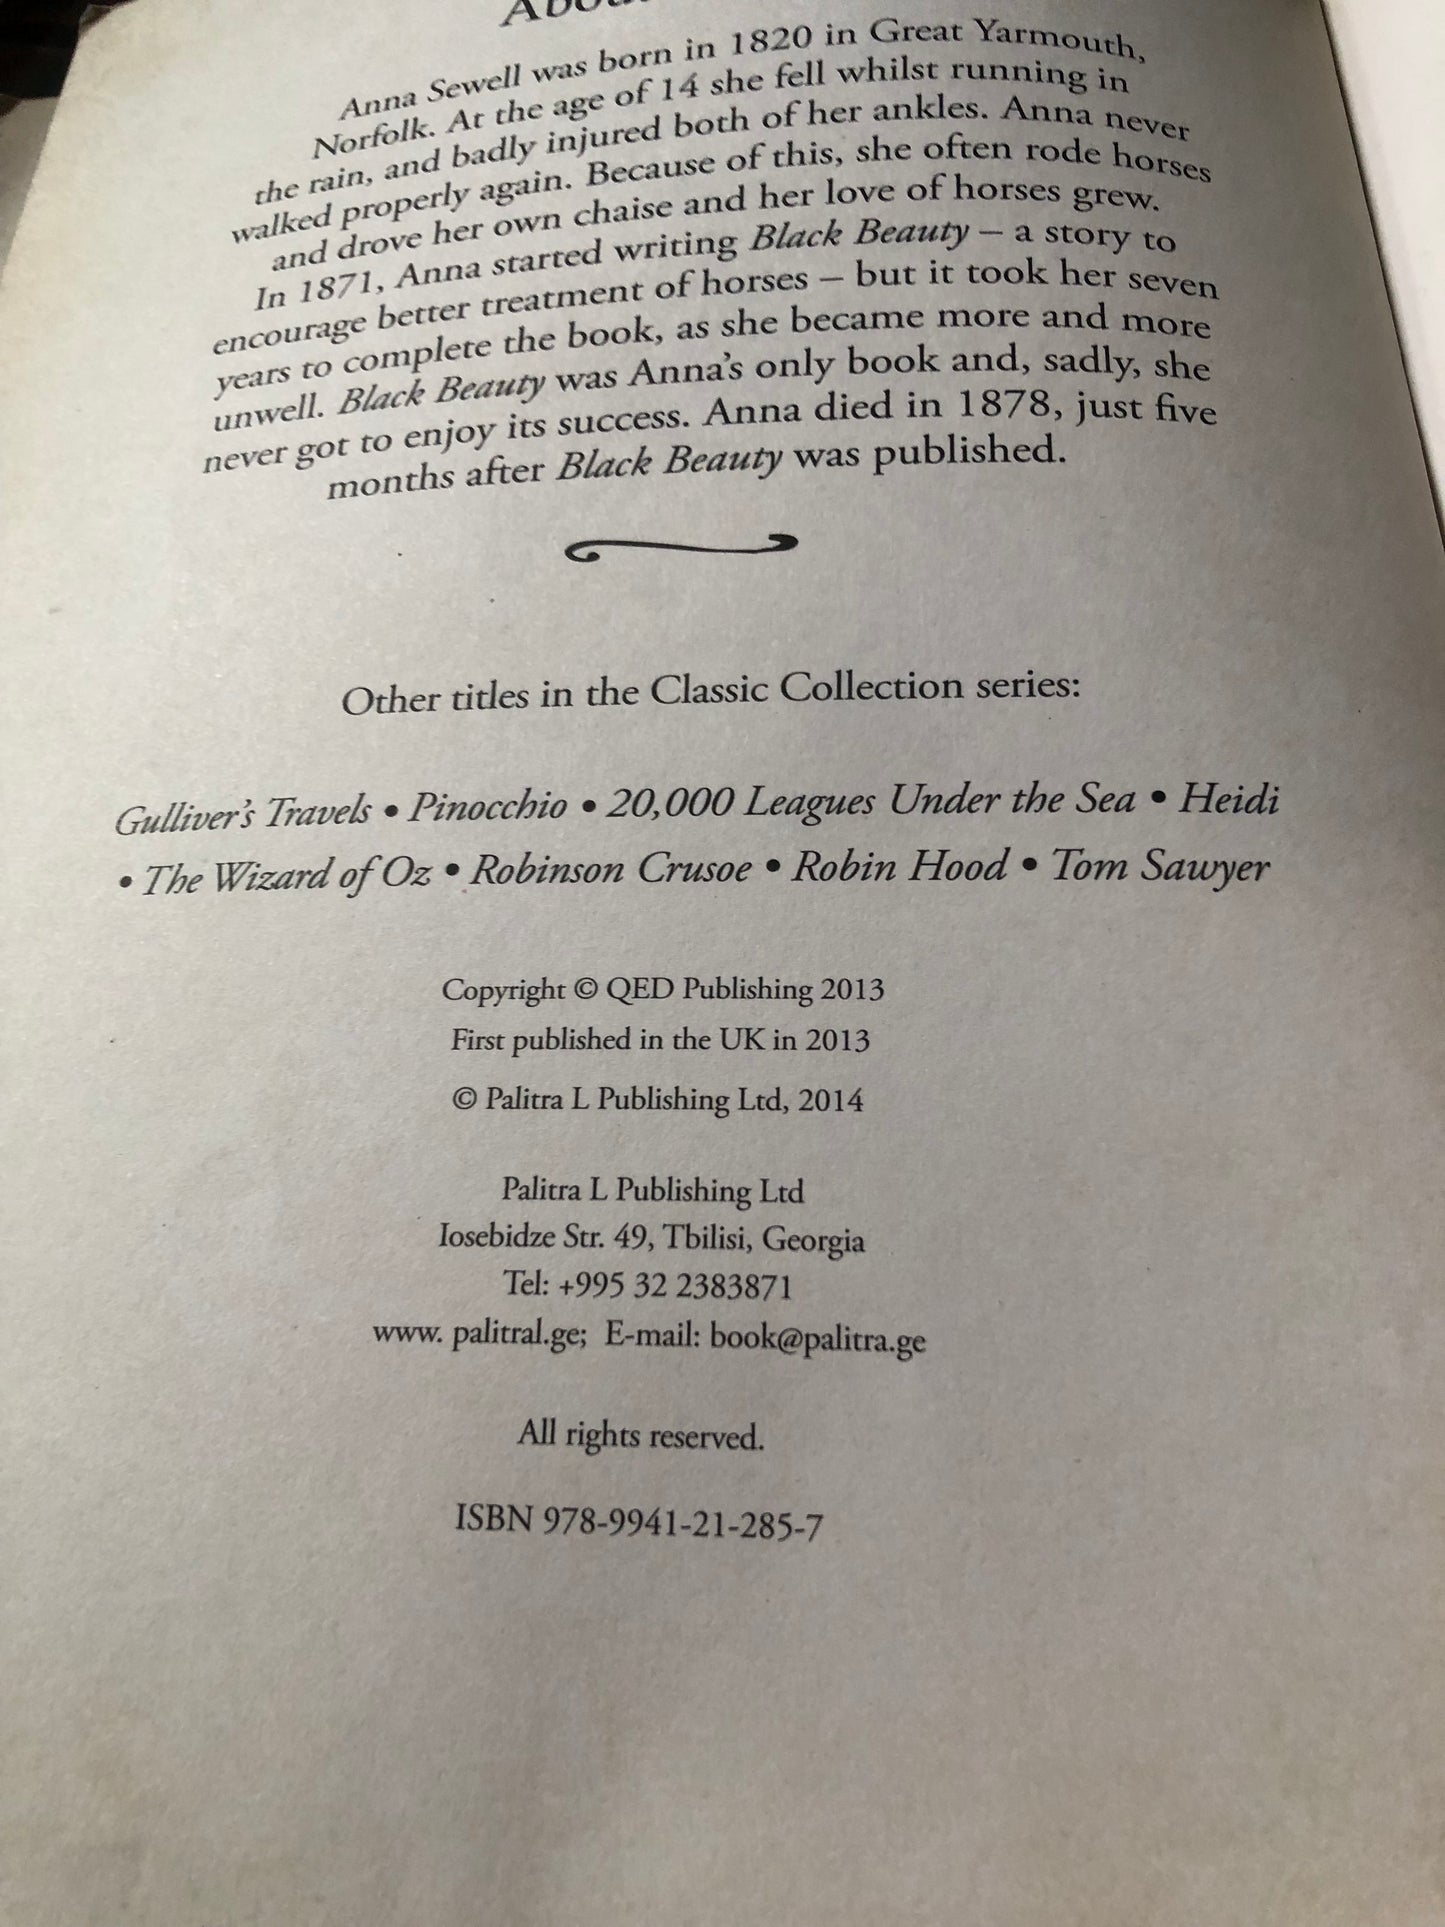 Anna Sewell was born in 1820 in Great Yarmouth,
Norfolk. At the age of 14 she fell whilst running in
the rain, and badly injured both of her ankles. Anna never
walked properly again. Because of this, she often rode horses
and drove her own chaise and her love of horses grew.
In 1871, Anna started writing Black Beauty – a story to
encourage better treatment of horses – but it took her seven
years to complete the book, as she became more and more
unwell. Black Beauty was Anna's only book and, sadly, she
never got to enjoy its success. Anna died in 1878, just five
months after Black Beauty was published.
Other titles in the Classic Collection series:
Gulliver's Travels • Pinocchio • 20,000 Leagues Under the Sea • Heidi
• The Wizard of Oz • Robinson Crusoe • Robin Hood • Tom Sawyer
Copyright © QED Publishing 2013
First published in the UK in 2013
© Palitra L Publishing Ltd, 2014
Palitra L Publishing Ltd
Iosebidze Str. 49, Tbilisi, Georgia
Tel: +995 32 2383871
www. palitral.ge; E-mail: book@palitra.ge
All rights reserved.
ISBN 978-9941-21-285-7